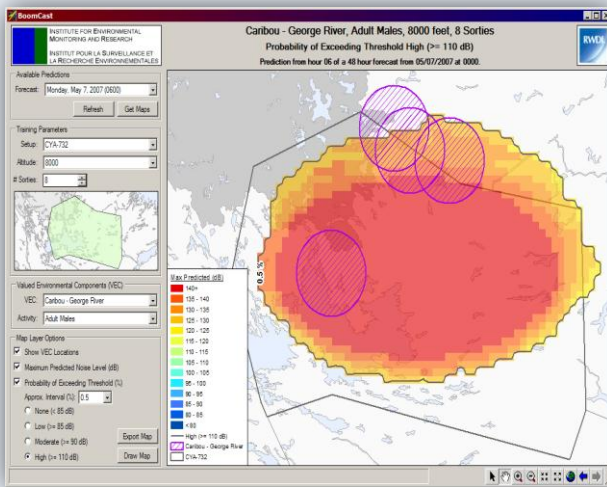 BoomCast
INSTITUTE FOR ENVIRONMENTAL
MONITORING AND RESEARCH
INSTITUT POUR LA SURVEILLANCE ET
LA RECHERCHE ENVIRONNEMENTALES
Available Predictions
Forecast: Monday, May 7, 2007 (0600)
Refresh Get Maps
Training Parameters
Setup: CYA-732
Altitude: 8000
# Sorties: 8
Valued Environmental Components (VEC)
VEC: Caribou - George River
Activity: Adult Males
Map Layer Options
Show VEC Locations
Maximum Predicted Noise Level (dB)
Probability of Exceeding Threshold (%)
Approx. Interval (%): 0.5
None (< 85 dB)
Low (>= 85 dB)
Moderate (>= 90 dB)
High (>= 110 dB)
Export Map
Draw Map
Caribou - George River, Adult Males, 8000 feet, 8 Sorties
Probability of Exceeding Threshold High (>= 110 dB)
Prediction from hour 06 of a 48 hour forecast from 05/07/2007 at 0000.
RWDI
0.5 %
Max Predicted (dB)
140+
135 - 140
130 - 135
125 - 130
120 - 125
115 - 120
110 - 115
105 - 110
100 - 105
95 - 100
90 - 95
85 - 90
80 - 85
< 80
High (>= 110 dB)
Caribou - George River
CYA-732